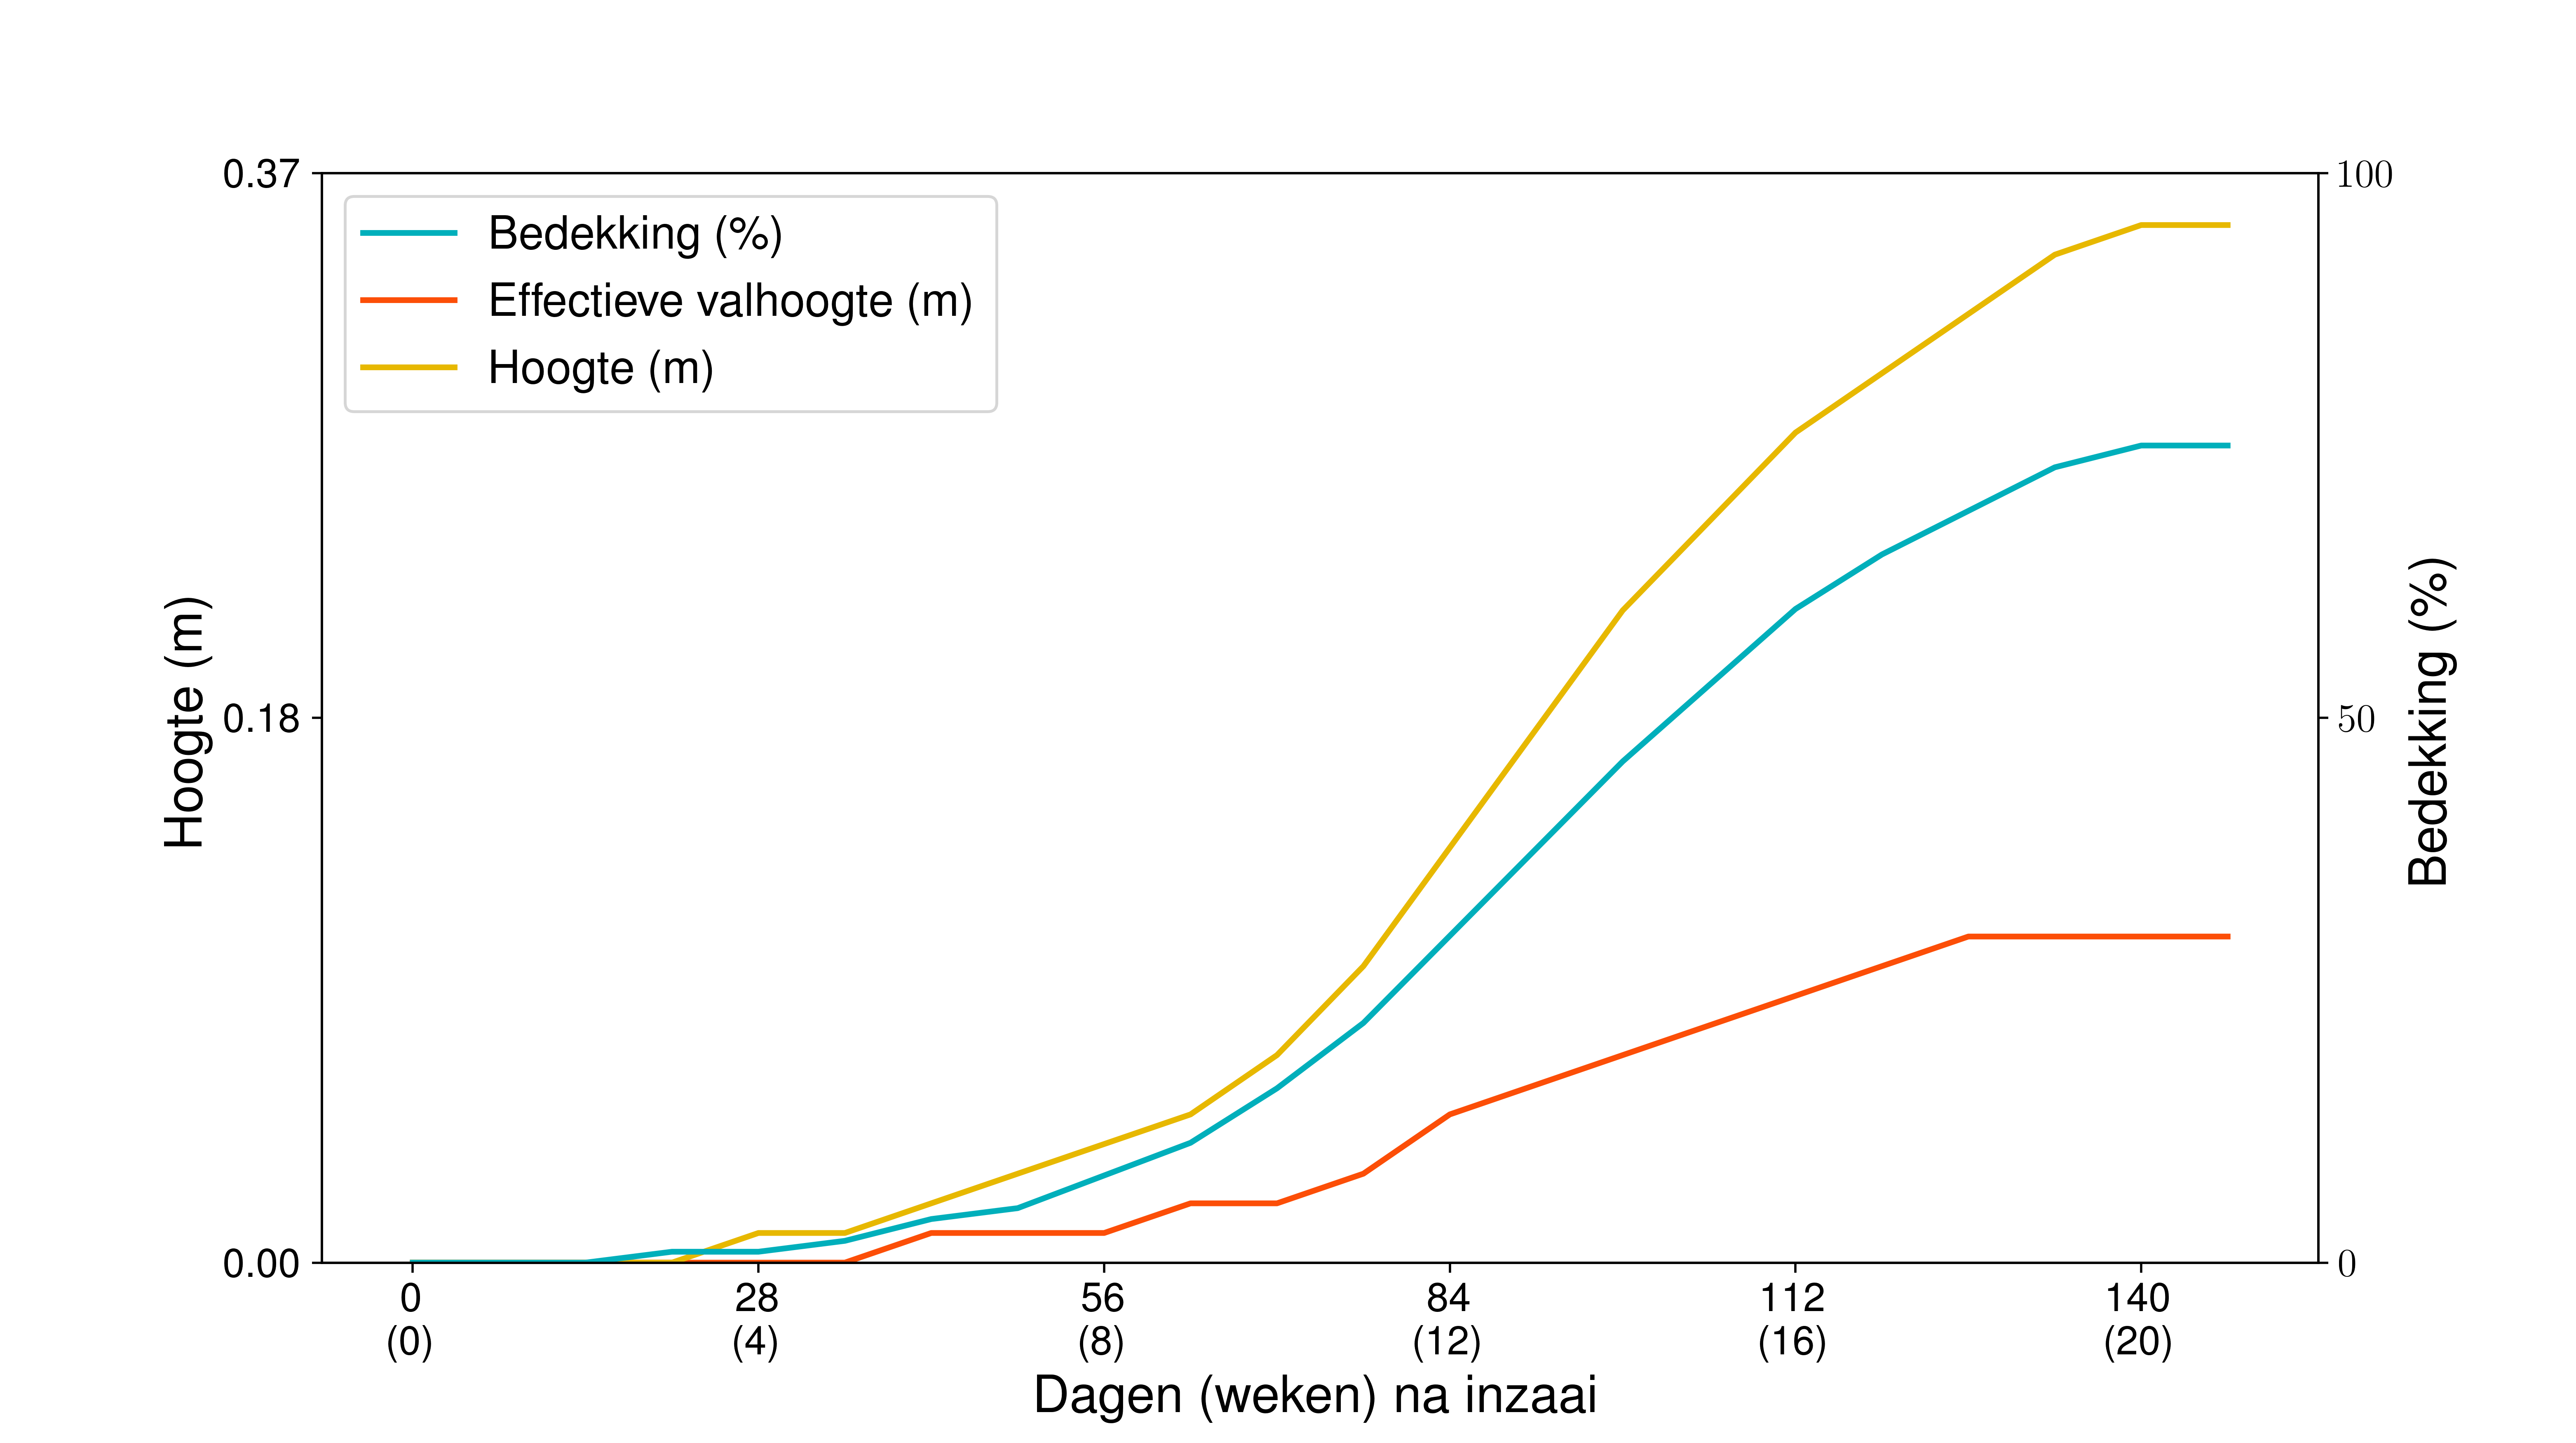 0.37
100
Bedekking (%)
Effectieve valhoogte (m)
Hoogte (m)
Hoogte (m)
0.18
50
Bedekking (%)
0.00
0
0 28 56 84 112 140
(0) (4) (8) (12) (16) (20)
Dagen (weken) na inzaai